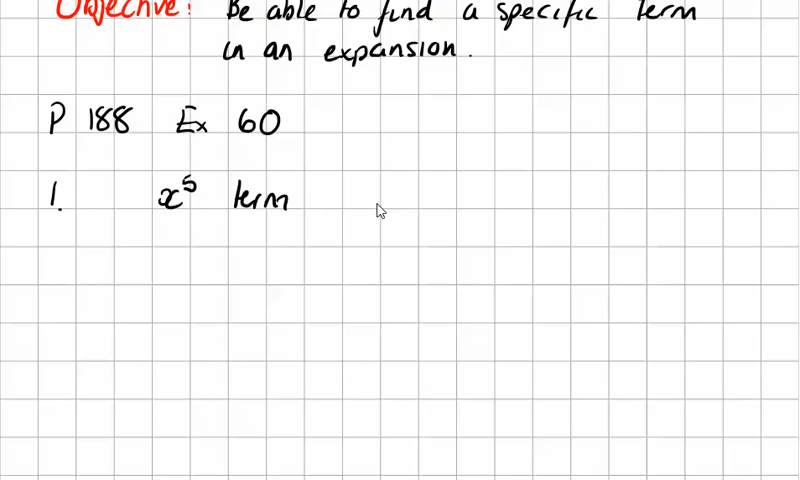 Objective: Be able to find a specific term
in an expansion.
P 188 Ex 60
1. x⁵ term